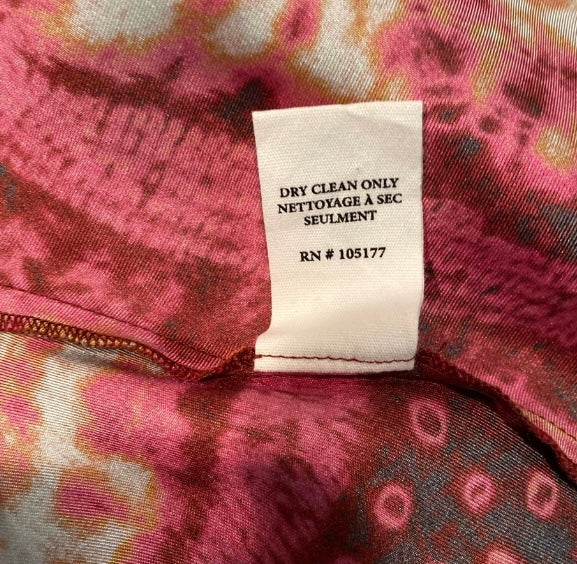 DRY CLEAN ONLY
NETTOYAGE À SEC
SEULMENT
RN # 105177